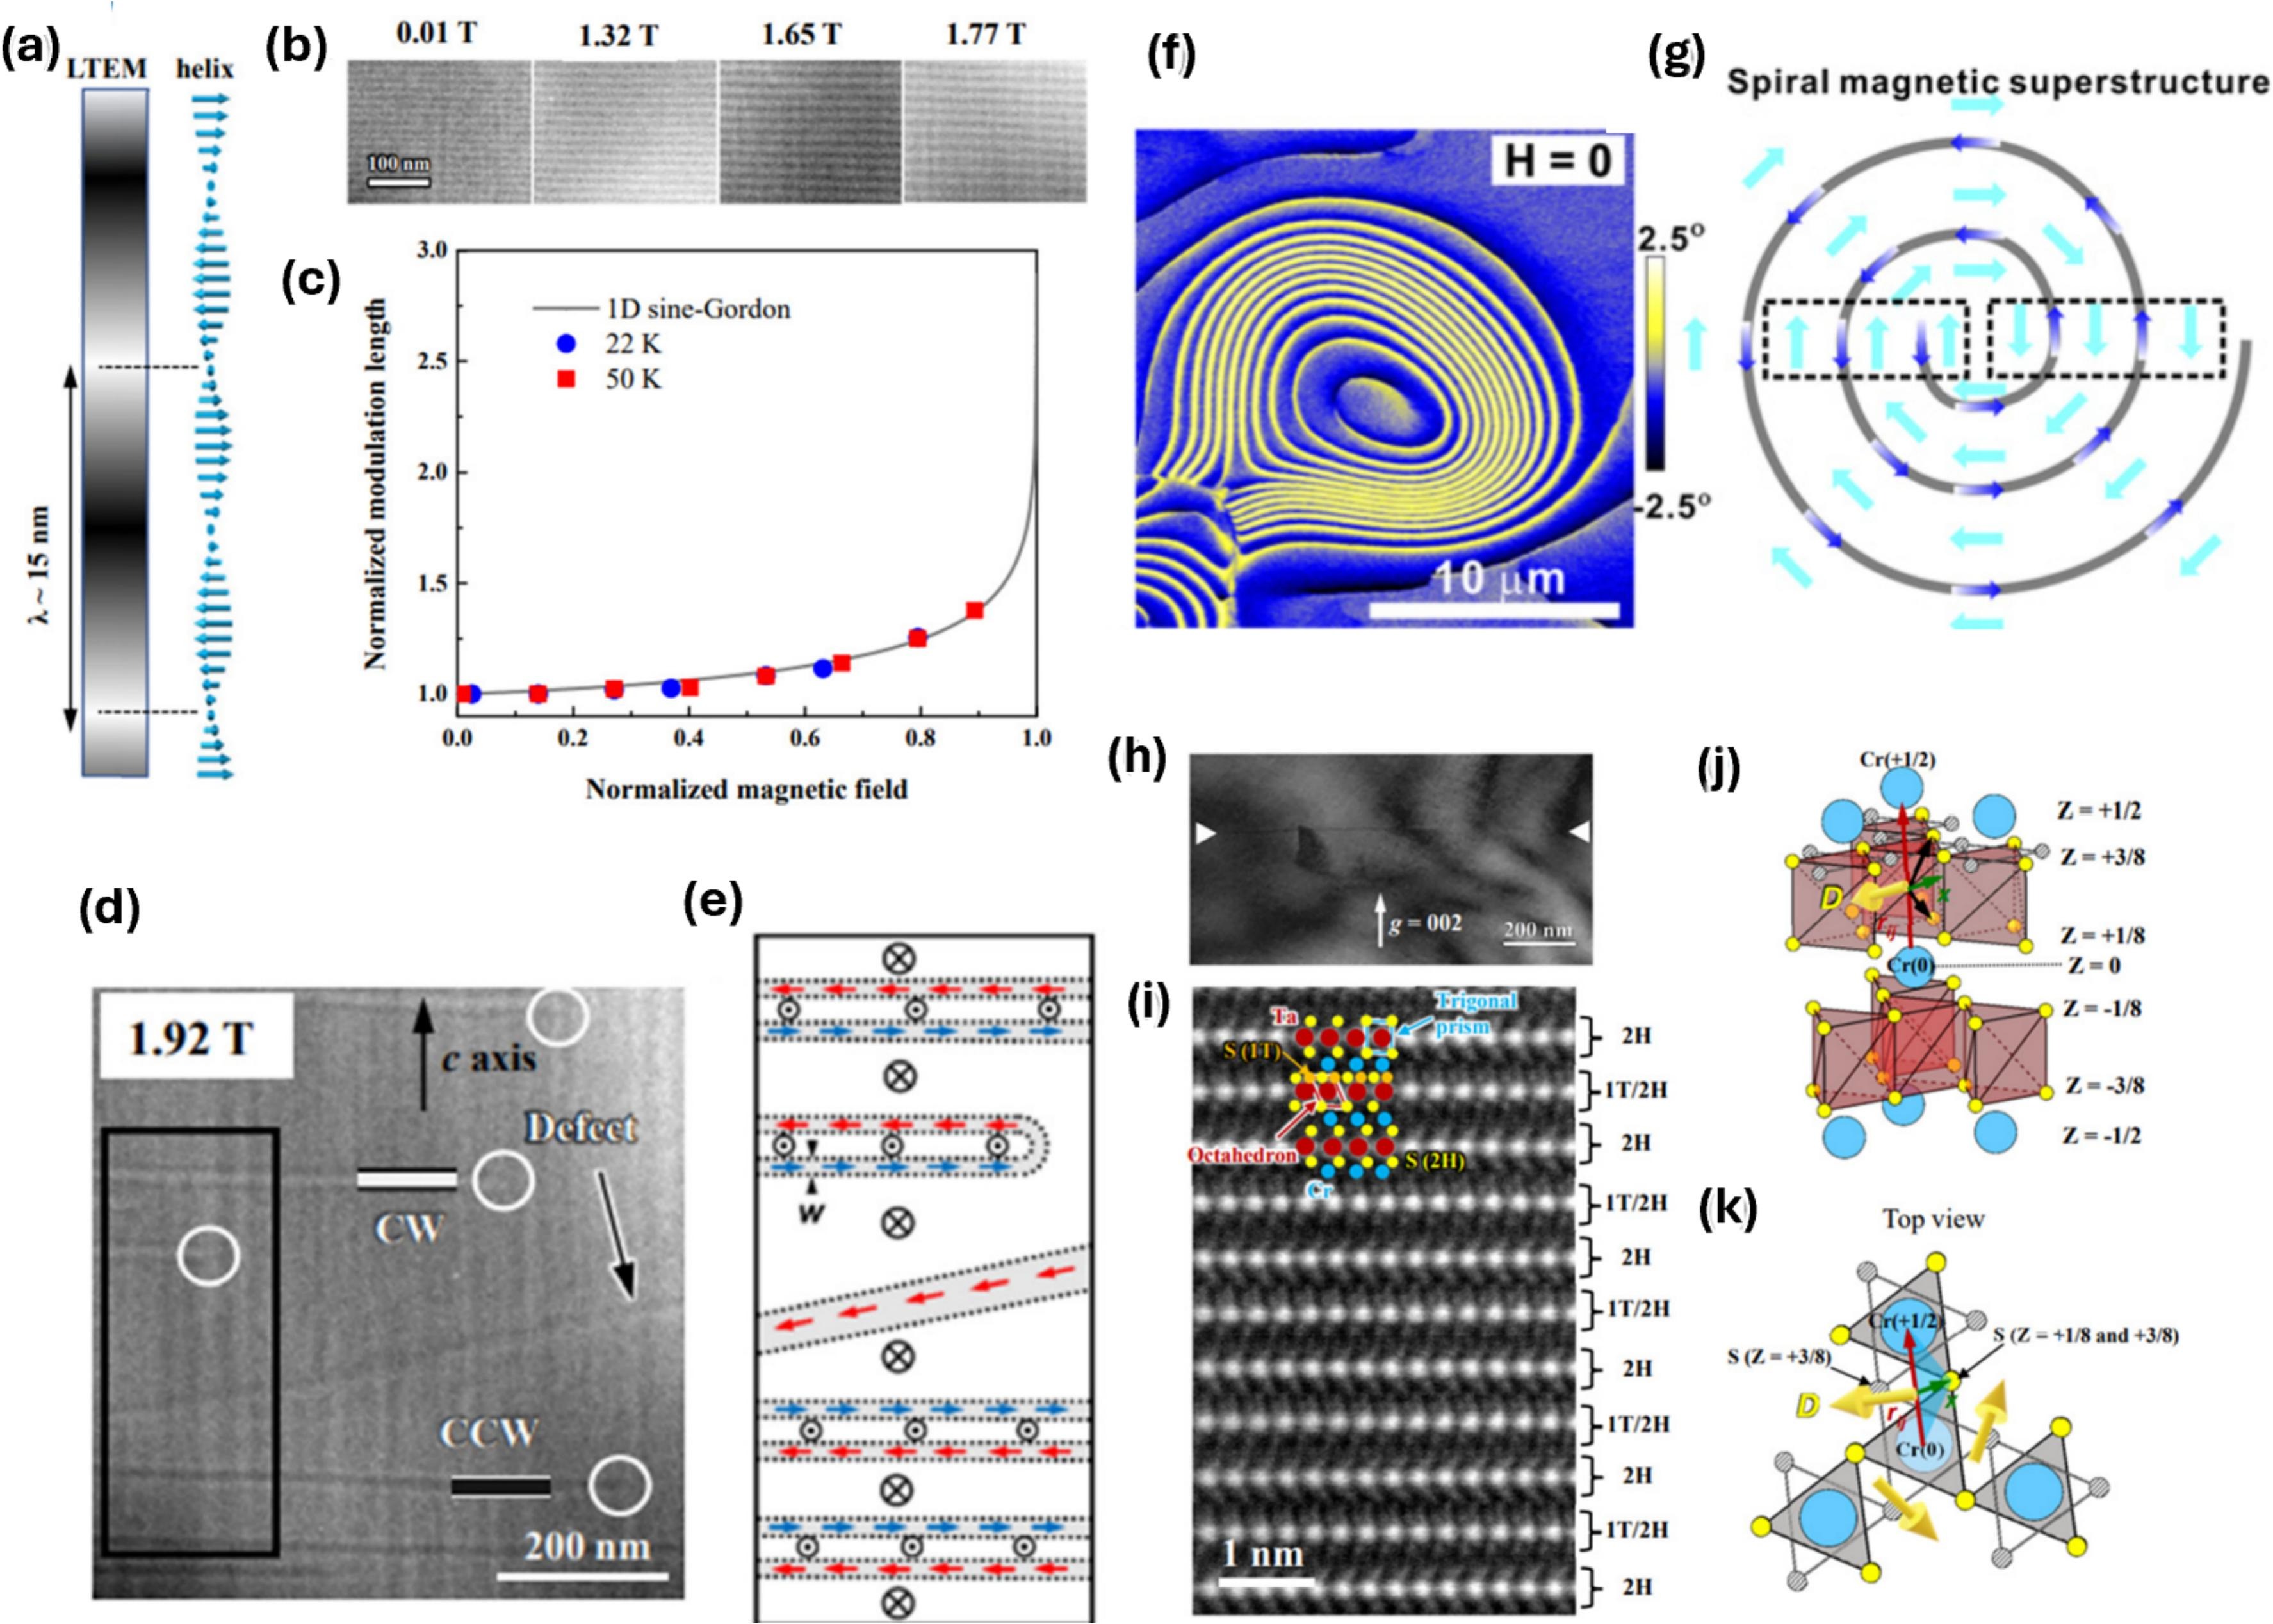 (a)
LTEM helix
λ ~ 15 nm
(b)
0.01 T 1.32 T 1.65 T 1.77 T
100 nm
(c)
Normalized modulation length
3.0
2.5
2.0
1.5
1.0
1D sine-Gordon
22 K
50 K
0.0 0.2 0.4 0.6 0.8 1.0
Normalized magnetic field
(d)
1.92 T
c axis
Defect
CW
CCW
200 nm
(e)
W
(f)
H = 0
10 μm
2.5°
-2.5°
(g)
Spiral magnetic superstructure
(h)
g = 002
200 nm
(i)
Ta
Trigonal
prism
S (1T)
Octahedron
S (2H)
Cr
1 nm
2H
1T/2H
2H
1T/2H
2H
1T/2H
2H
1T/2H
2H
1T/2H
2H
(j)
Cr(+1/2)
Z = +1/2
Z = +3/8
D
x
rij
Z = +1/8
Cr(0)
Z = 0
Z = -1/8
Z = -3/8
Z = -1/2
(k)
Top view
Cr(+1/2)
S (Z = +1/8 and +3/8)
S (Z = +3/8)
D
x
rij
Cr(0)